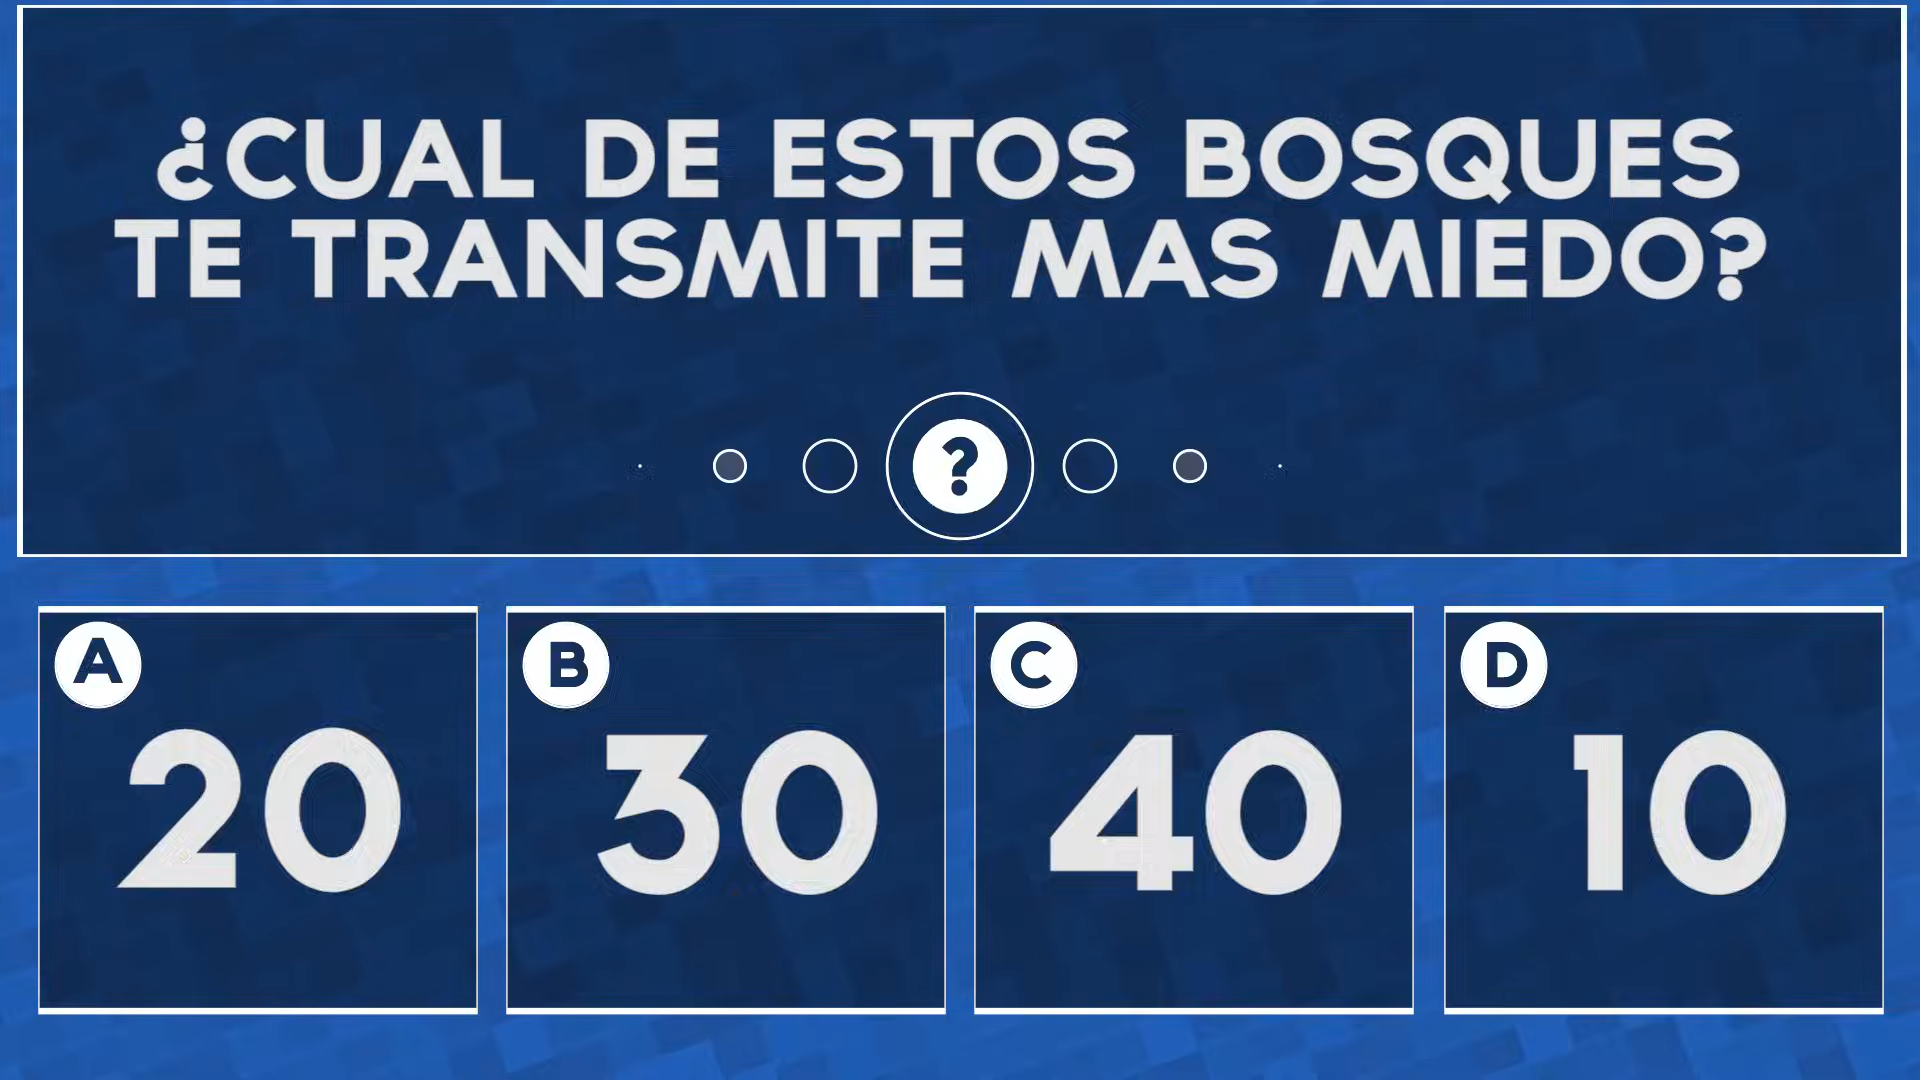 ¿CUAL DE ESTOS BOSQUES
TE TRANSMITE MAS MIEDO?
?
A
20
B
30
C
40
D
10